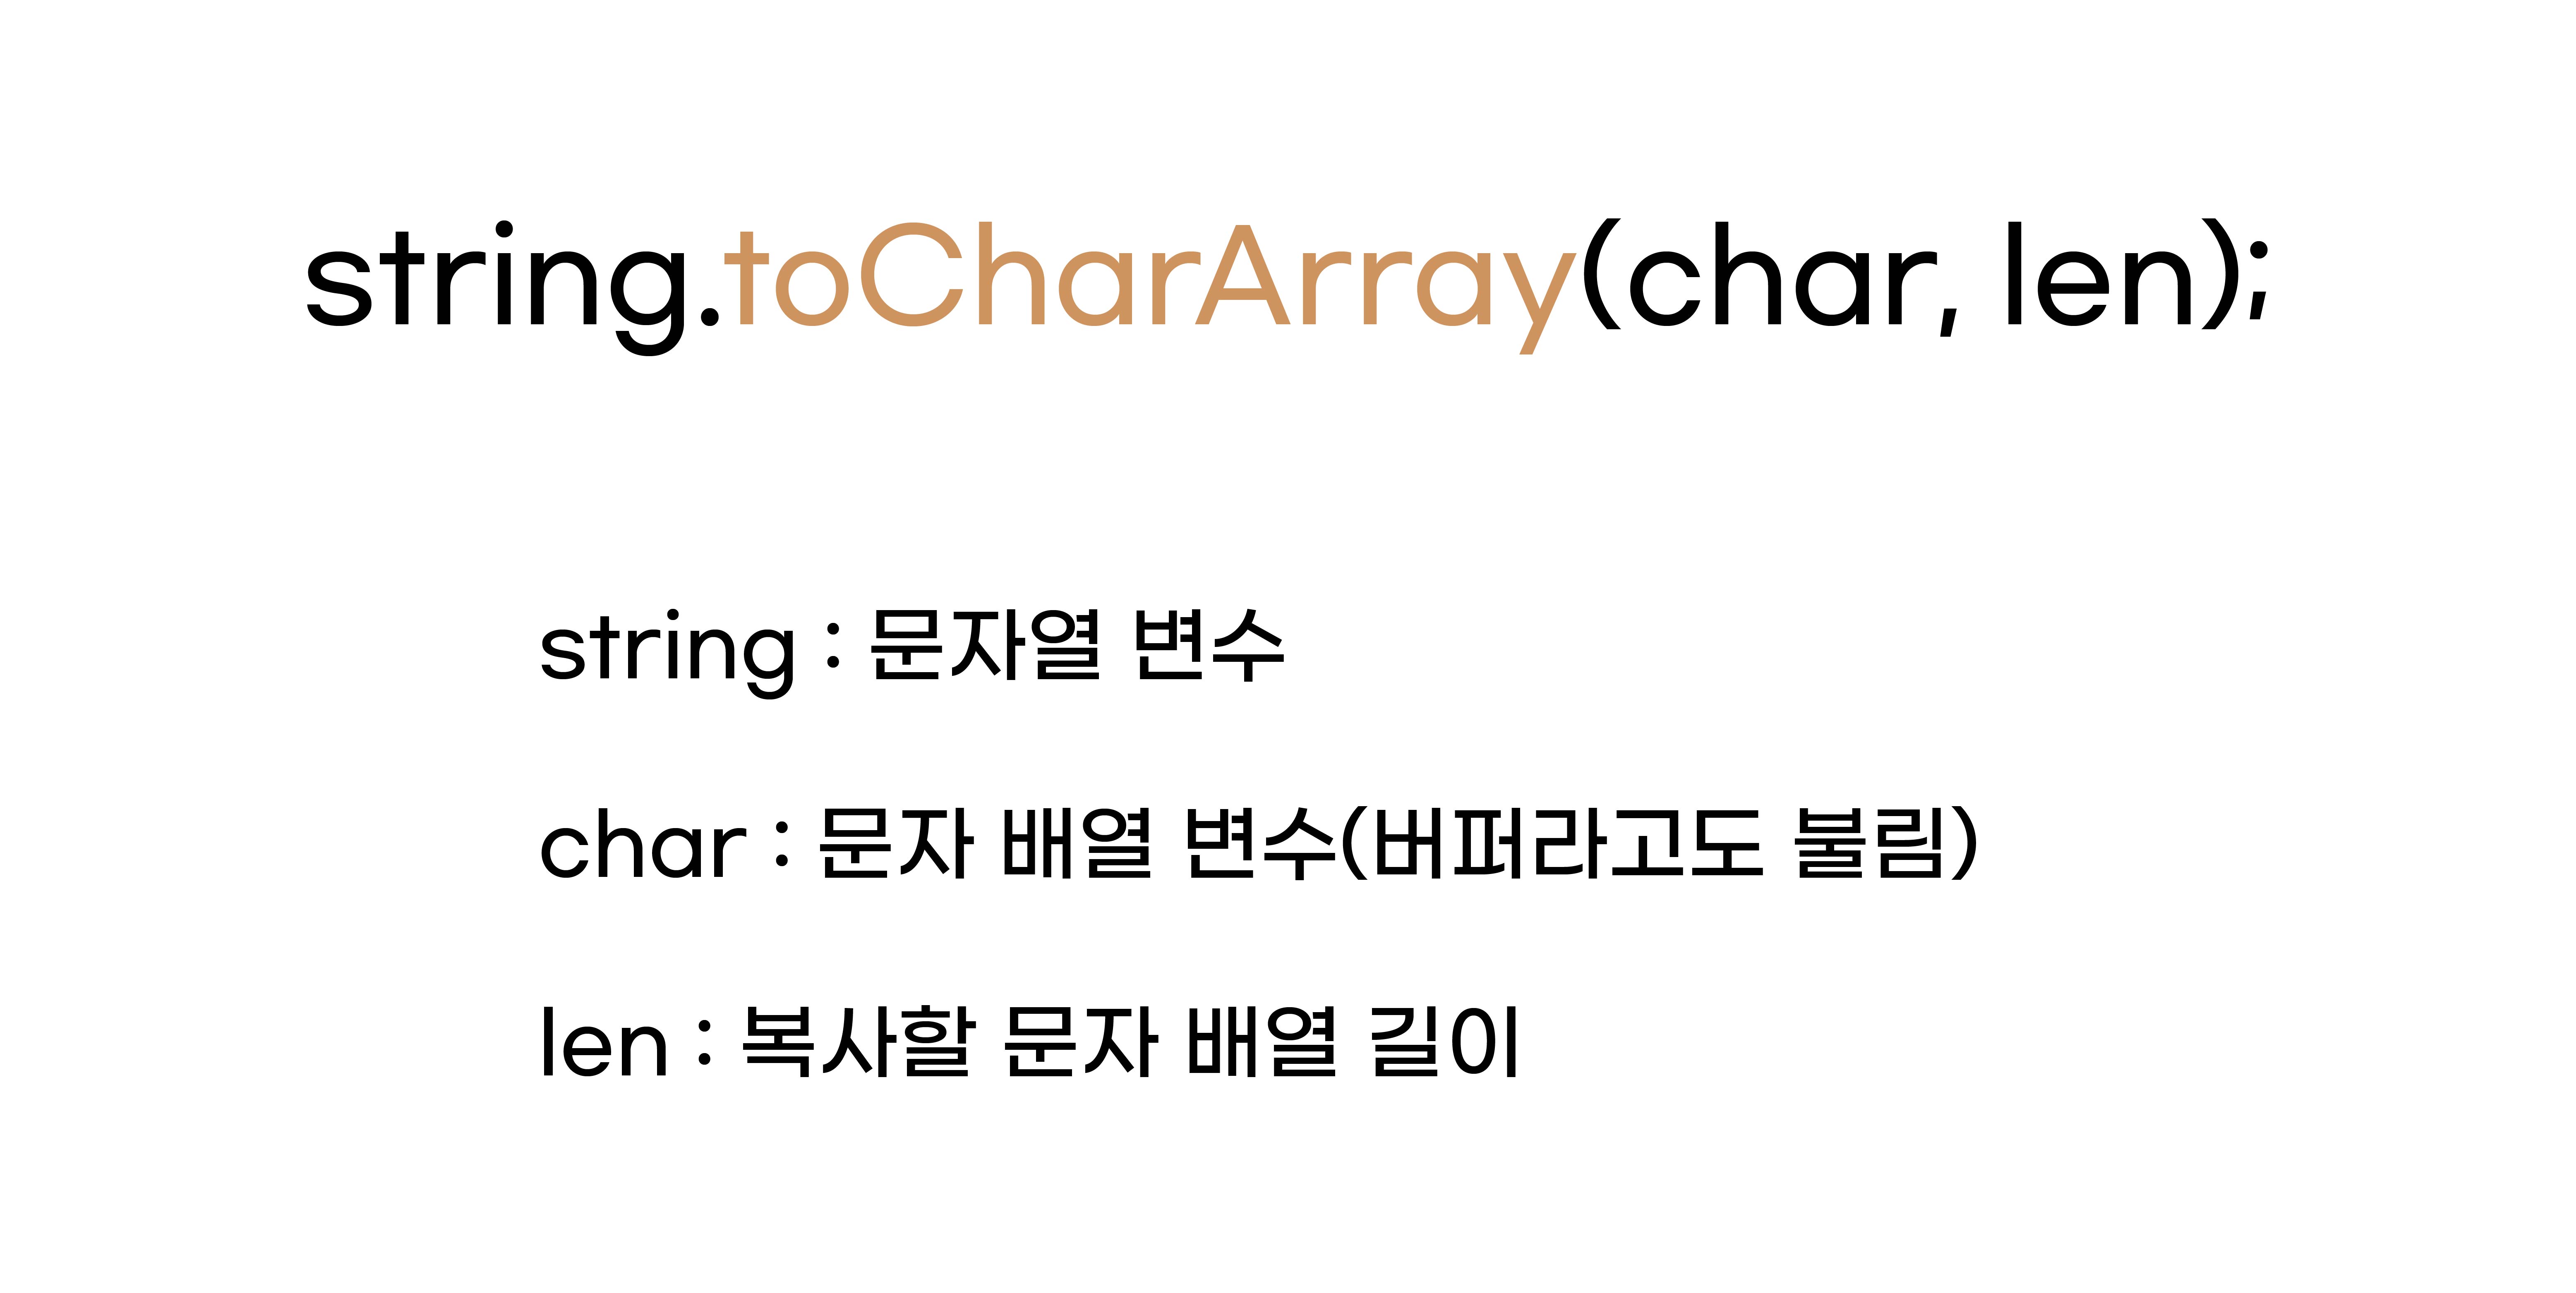 string.toCharArray(char, len);
string : 문자열 변수
char : 문자 배열 변수(버퍼라고도 불림)
len : 복사할 문자 배열 길이